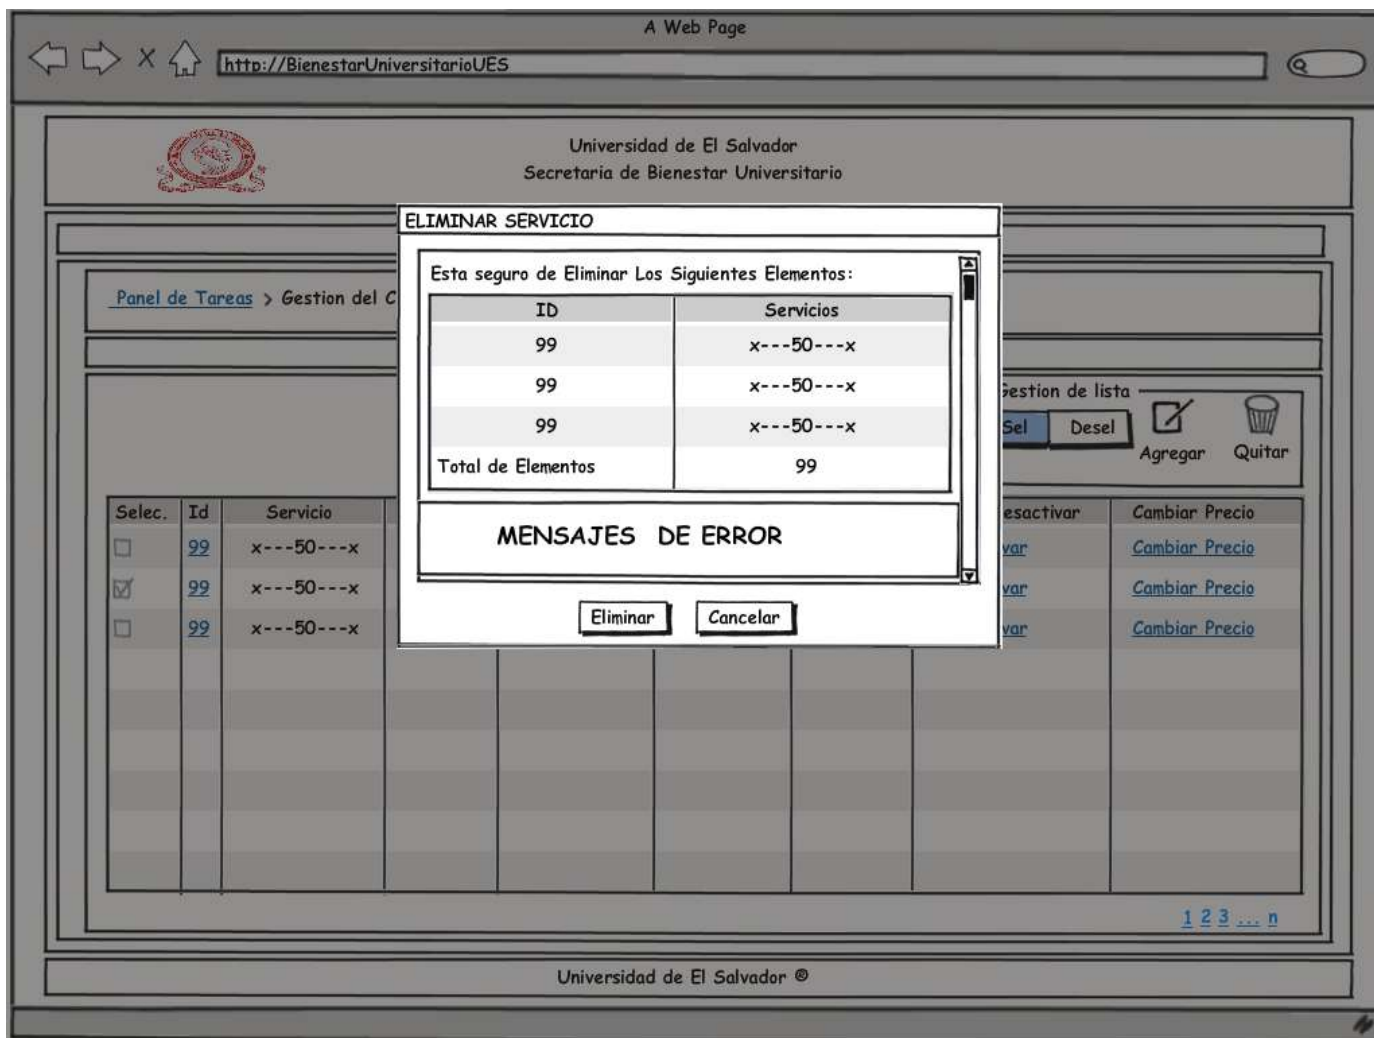 A Web Page
http://BienestarUniversitarioUES
Universidad de El Salvador
Secretaria de Bienestar Universitario
ELIMINAR SERVICIO
Esta seguro de Eliminar Los Siguientes Elementos:
ID Servicios
99 x---50---x
99 x---50---x
99 x---50---x
Total de Elementos 99
MENSAJES DE ERROR
Eliminar Cancelar
Panel de Tareas > Gestion del C
Gestion de lista
Sel Desel
Agregar Quitar
Selec. Id Servicio esactivar Cambiar Precio
99 x---50---x var Cambiar Precio
99 x---50---x var Cambiar Precio
99 x---50---x var Cambiar Precio
1 2 3 ... n
Universidad de El Salvador ®